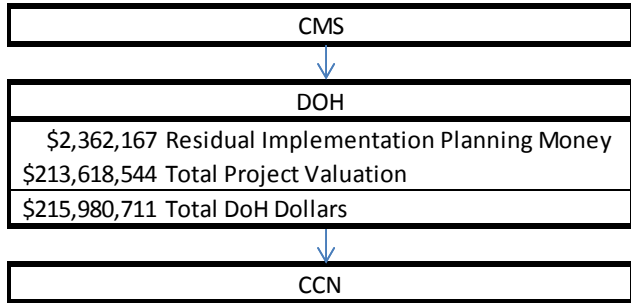 CMS
DOH
$2,362,167 Residual Implementation Planning Money
$213,618,544 Total Project Valuation
$215,980,711 Total DoH Dollars
CCN